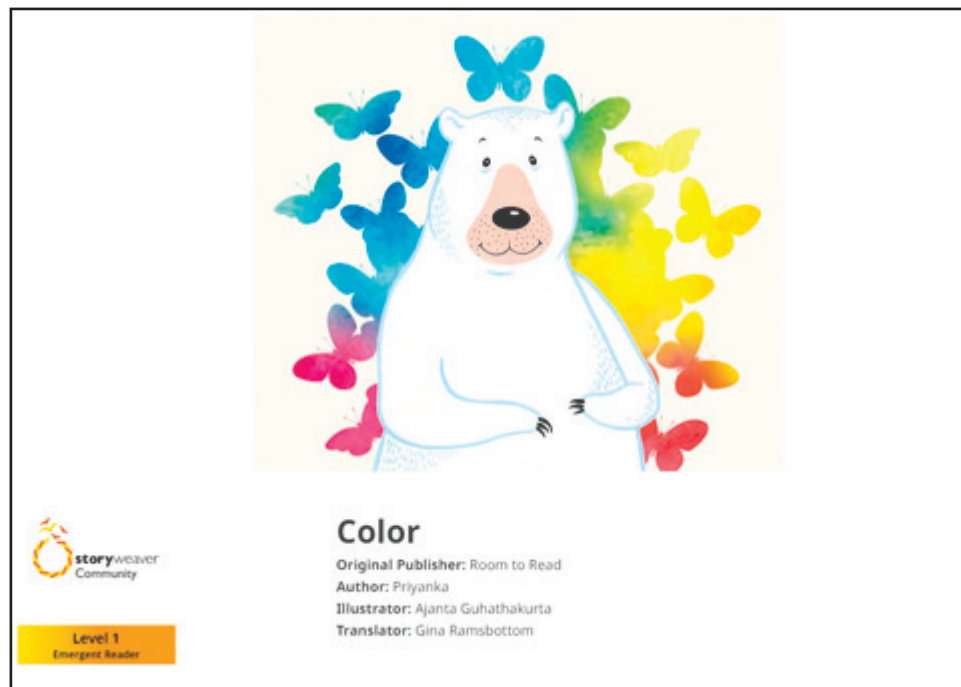 storyweaver
Community
Level 1
Emergent Reader
Color
Original Publisher: Room to Read
Author: Priyanka
Illustrator: Ajanta Guhathakurta
Translator: Gina Ramsbottom